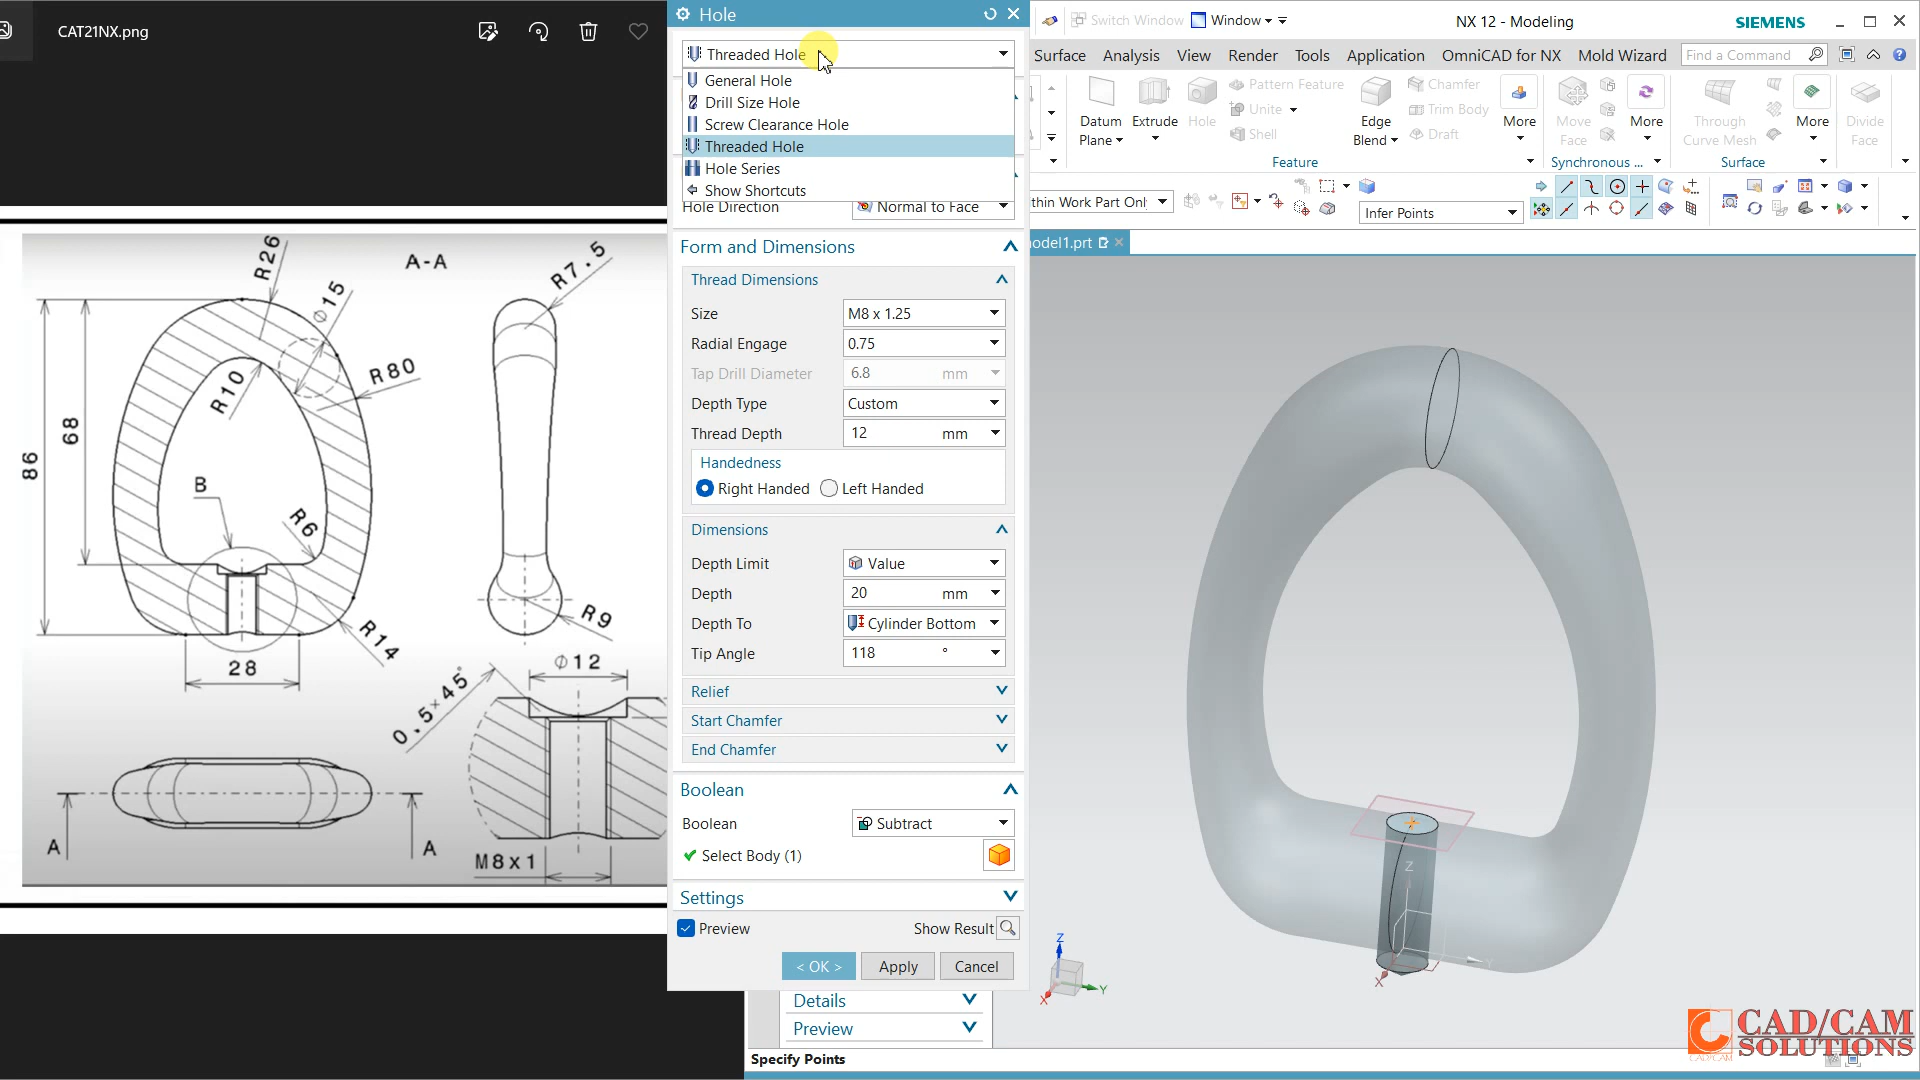 CAT21NX.png
A-A
R26
Ø15
R7.5
R10
R80
68
86
B
R6
R9
R14
28
Ø12
0.5×45°
A
A
M8x1
Hole
Threaded Hole
General Hole
Drill Size Hole
Screw Clearance Hole
Threaded Hole
Hole Series
Show Shortcuts
Hole Direction
Normal to Face
Form and Dimensions
Thread Dimensions
Size
M8 x 1.25
Radial Engage
0.75
Tap Drill Diameter
6.8 mm
Depth Type
Custom
Thread Depth
12 mm
Handedness
Right Handed
Left Handed
Dimensions
Depth Limit
Value
Depth
20 mm
Depth To
Cylinder Bottom
Tip Angle
118 °
Relief
Start Chamfer
End Chamfer
Boolean
Boolean
Subtract
Select Body (1)
Settings
Preview
Show Result
< OK >
Apply
Cancel
Details
Preview
Specify Points
Switch Window
Window
NX 12 - Modeling
SIEMENS
Surface
Analysis
View
Render
Tools
Application
OmniCAD for NX
Mold Wizard
Find a Command
Datum Plane
Extrude
Hole
Pattern Feature
Unite
Shell
Edge Blend
Chamfer
Trim Body
Draft
More
Move Face
More
Through Curve Mesh
More
Divide Face
Feature
Synchronous ...
Surface
thin Work Part Onl
Infer Points
odel1.prt
Z
X
Y
Z
X
Y
CAD/CAM
SOLUTIONS
CAD/CAM